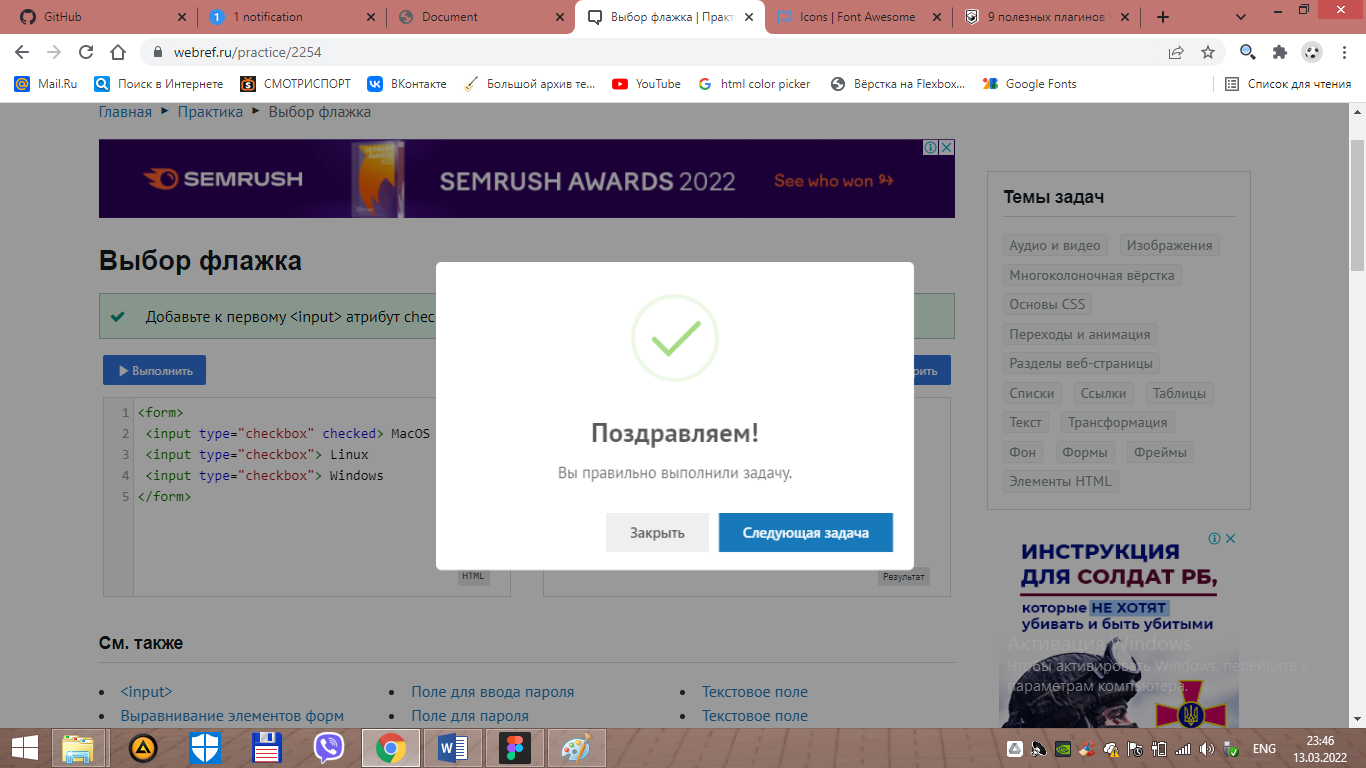 GitHub
1 notification
Document
Выбор флажка | Практ
Icons | Font Awesome
9 полезных плагинов
webref.ru/practice/2254
Mail.Ru
Поиск в Интернете
СМОТРИСПОРТ
ВКонтакте
Большой архив те...
YouTube
html color picker
Вёрстка на Flexbox...
Google Fonts
Список для чтения
Главная ► Практика ► Выбор флажка
SEMRUSH
SEMRUSH AWARDS 2022
See who won
Выбор флажка
Добавьте к первому <input> атрибут chec
Выполнить
рить
1 <form>
2 <input type="checkbox" checked> MacOS
3 <input type="checkbox"> Linux
4 <input type="checkbox"> Windows
5 </form>
HTML
Результат
Поздравляем!
Вы правильно выполнили задачу.
Закрыть
Следующая задача
См. также
• <input>
• Выравнивание элементов форм
• Поле для ввода пароля
• Поле для пароля
• Текстовое поле
• Текстовое поле
Темы задач
Аудио и видео
Изображения
Многоколоночная вёрстка
Основы CSS
Переходы и анимация
Разделы веб-страницы
Списки
Ссылки
Таблицы
Текст
Трансформация
Фон
Формы
Фреймы
Элементы HTML
ИНСТРУКЦИЯ
ДЛЯ СОЛДАТ РБ,
которые НЕ ХОТЯТ
убивать и быть убитыми
Активация Windows
Чтобы активировать Windows, перейдите к
параметрам компьютера.
ENG
23:46
13.03.2022